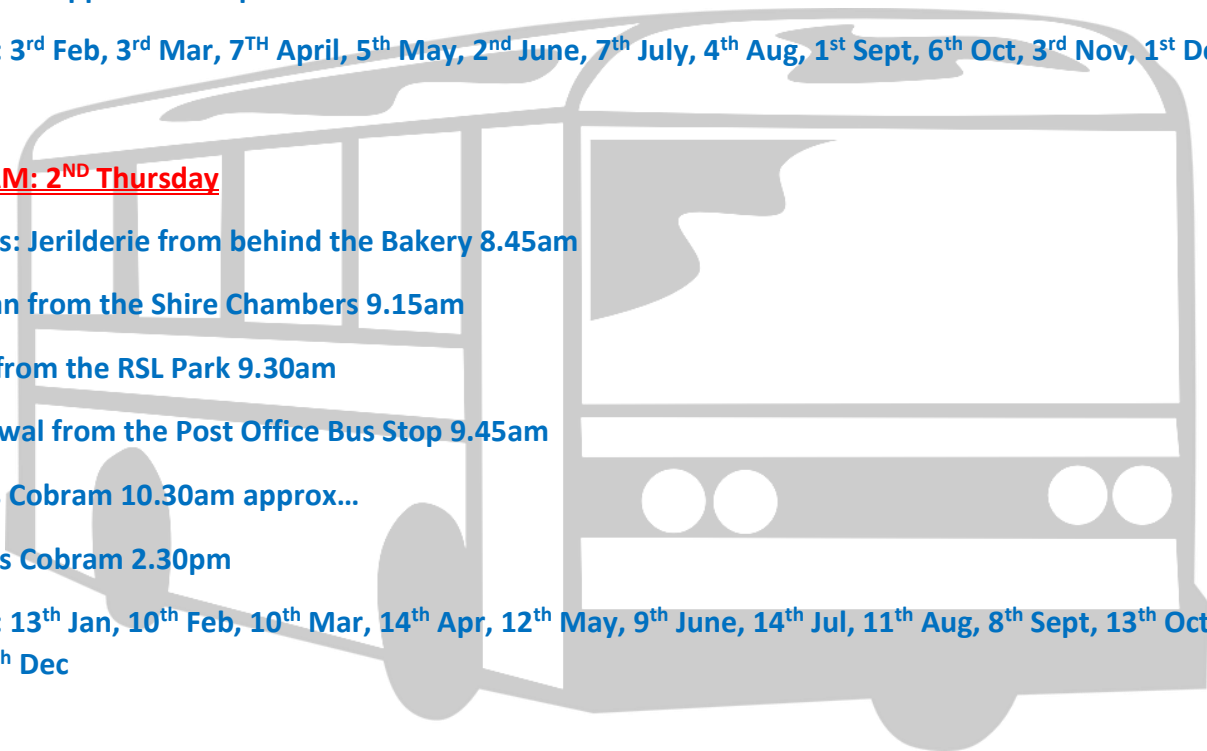 : 3rd Feb, 3rd Mar, 7TH April, 5th May, 2nd June, 7th July, 4th Aug, 1st Sept, 6th Oct, 3rd Nov, 1st De
M: 2ND Thursday
s: Jerilderie from behind the Bakery 8.45am
n from the Shire Chambers 9.15am
from the RSL Park 9.30am
wal from the Post Office Bus Stop 9.45am
Cobram 10.30am approx…
s Cobram 2.30pm
: 13th Jan, 10th Feb, 10th Mar, 14th Apr, 12th May, 9th June, 14th Jul, 11th Aug, 8th Sept, 13th Oct
h Dec